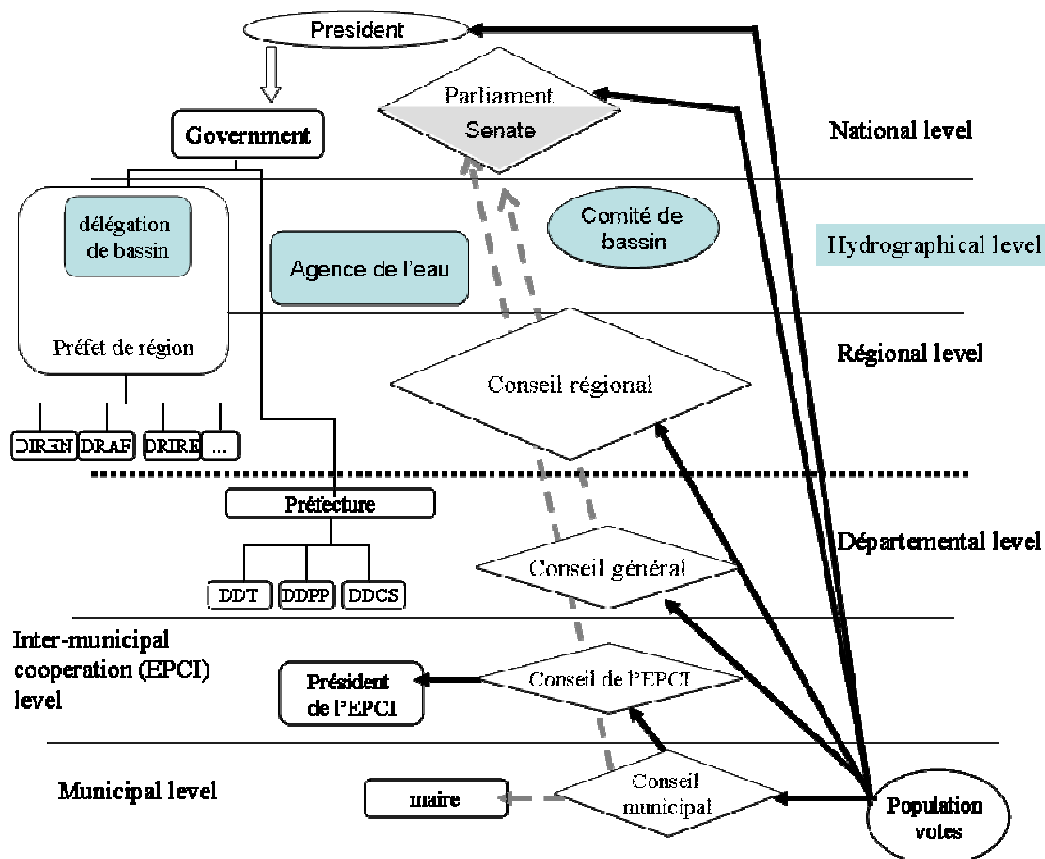 President
Parliament
Senate
Government
National level
délégation
de bassin
Comité de
bassin
Agence de l'eau
Hydrographical level
Préfet de région
Régional level
Conseil régional
DIREN
DRAF
DRIRE
...
Préfecture
Départemental level
Conseil général
DDT
DDPP
DDCS
Inter-municipal
cooperation (EPCI)
level
Président
de l'EPCI
Conseil de l'EPCI
Municipal level
maire
Conseil
municipal
Population
votes